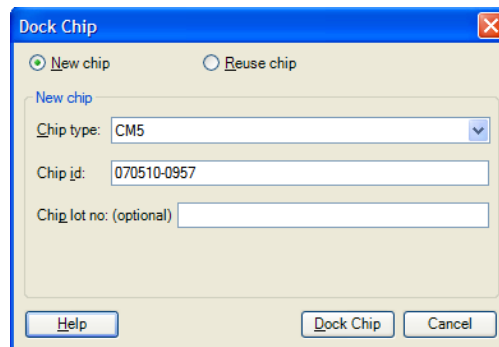 Dock Chip
New chip Reuse chip
New chip
Chip type: CM5
Chip id: 070510-0957
Chip lot no: (optional)
Help Dock Chip Cancel